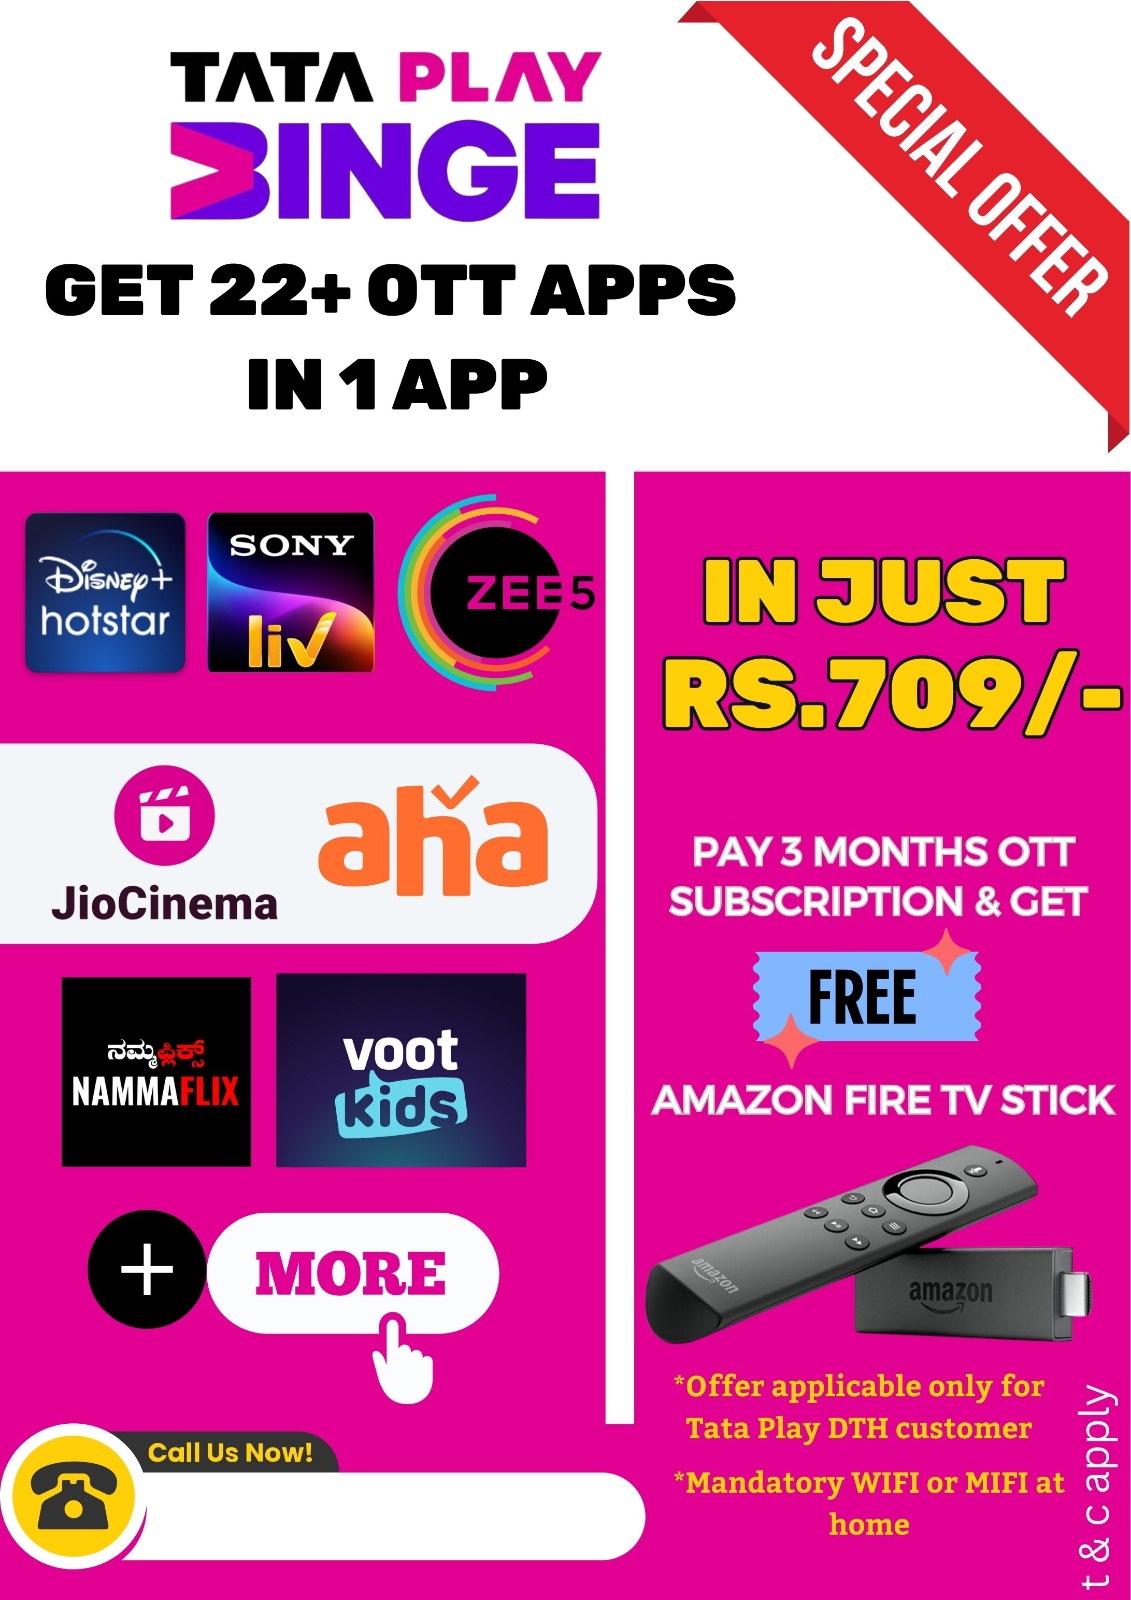 TATA PLAY
BINGE
SPECIAL OFFER
GET 22+ OTT APPS
IN 1 APP
Disney+
hotstar
SONY
liv
ZEE5
JioCinema
aha
ನಮ್ಮಫ್ಲಿಕ್ಸ್
NAMMAFLIX
voot
kids
MORE
Call Us Now!
IN JUST
RS.709/-
PAY 3 MONTHS OTT
SUBSCRIPTION & GET
FREE
AMAZON FIRE TV STICK
amazon
amazon
*Offer applicable only for
Tata Play DTH customer
*Mandatory WIFI or MIFI at
home
t & c apply